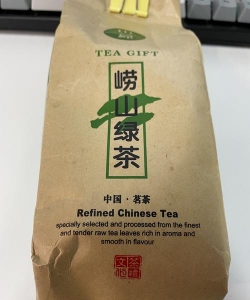 TEA GIFT
崂山绿茶
中国·茗茶
Refined Chinese Tea
specially selected and processed from the finest
and tender raw tea leaves rich in aroma and
smooth in flavour